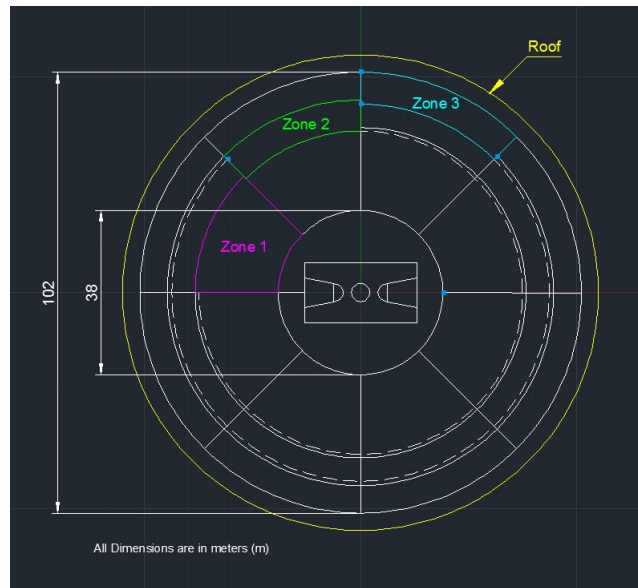 Roof
Zone 3
Zone 2
Zone 1
38
102
All Dimensions are in meters (m)